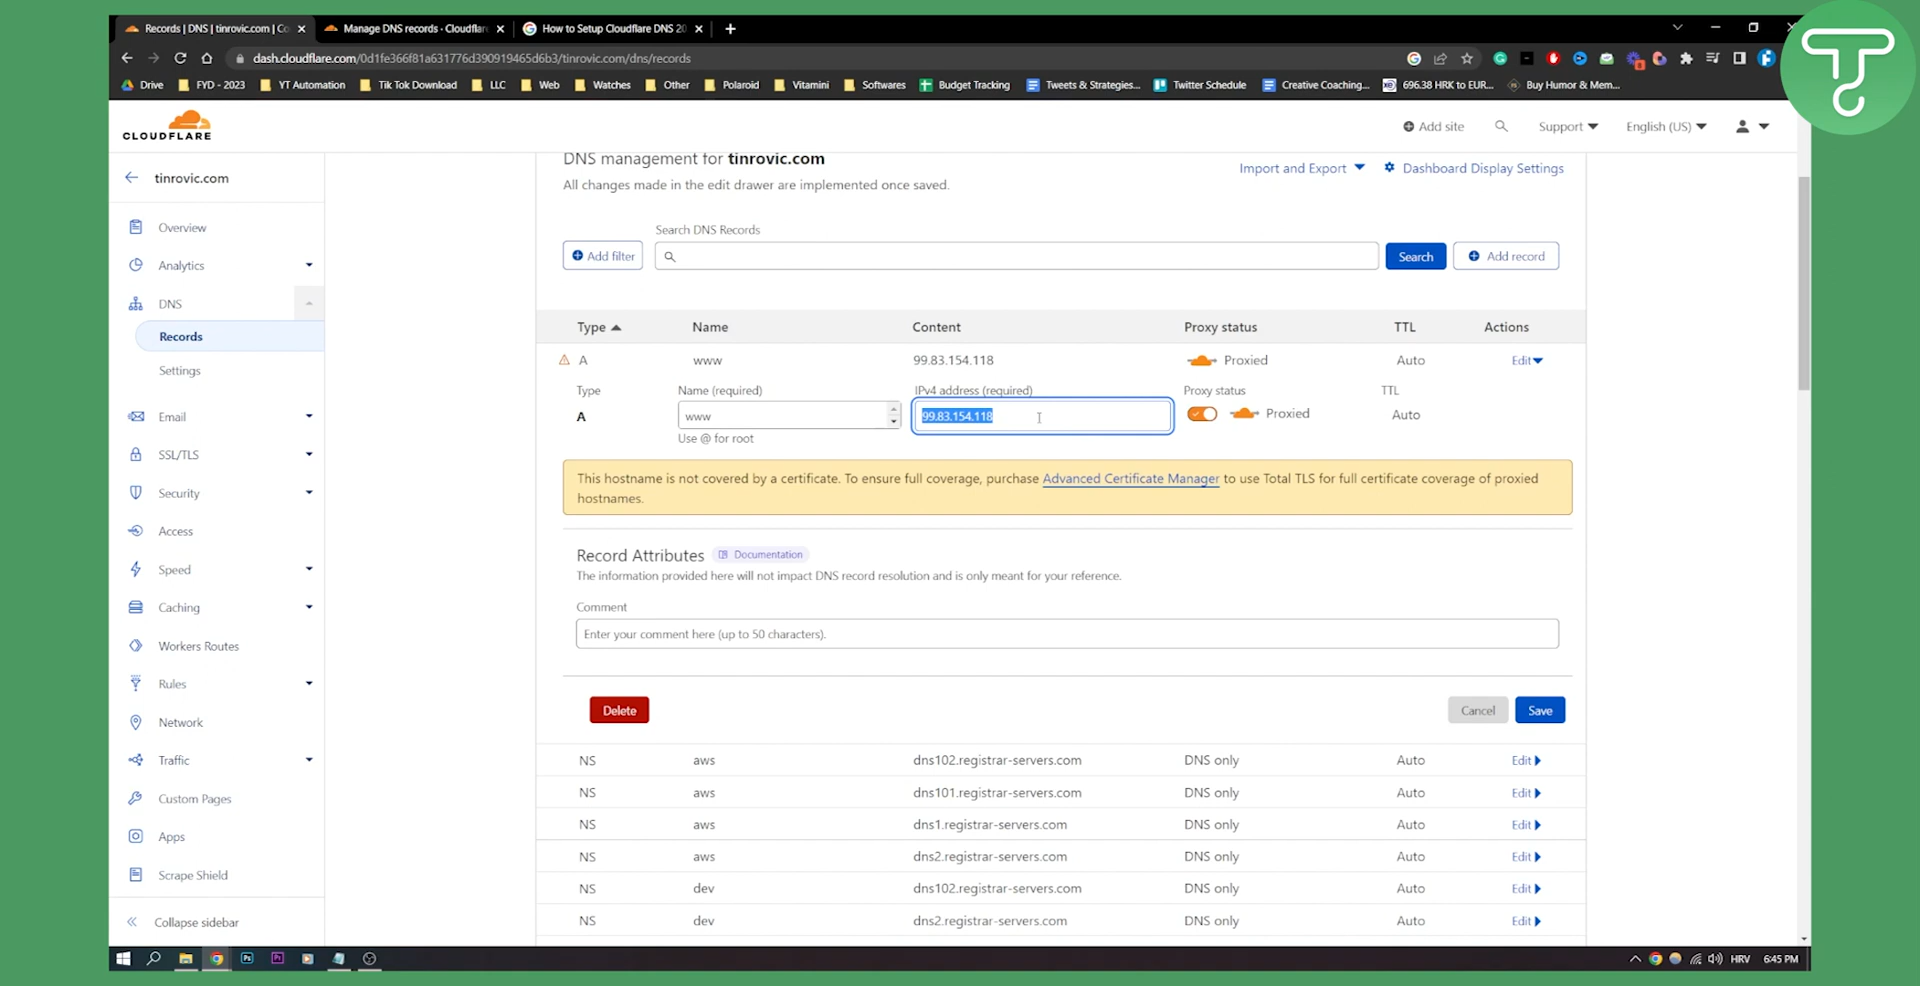 Records | DNS | tinrovic.com | Co
Manage DNS records · Cloudflare
How to Setup Cloudflare DNS 20
dash.cloudflare.com/0d1fe366f81a631776d390919465d6b3/tinrovic.com/dns/records
Drive
FYD - 2023
YT Automation
Tik Tok Download
LLC
Web
Watches
Other
Polaroid
Vitamini
Softwares
Budget Tracking
Tweets & Strategies...
Twitter Schedule
Creative Coaching...
696.38 HRK to EUR...
Buy Humor & Mem...
CLOUDFLARE
Add site
Support
English (US)
tinrovic.com
Overview
Analytics
DNS
Records
Settings
Email
SSL/TLS
Security
Access
Speed
Caching
Workers Routes
Rules
Network
Traffic
Custom Pages
Apps
Scrape Shield
Collapse sidebar
DNS management for tinrovic.com
All changes made in the edit drawer are implemented once saved.
Import and Export
Dashboard Display Settings
Search DNS Records
Add filter
Search
Add record
Type Name Content Proxy status TTL Actions
A www 99.83.154.118 Proxied Auto Edit
Type Name (required) IPv4 address (required) Proxy status TTL
A www 99.83.154.118 Proxied Auto
Use @ for root
This hostname is not covered by a certificate. To ensure full coverage, purchase Advanced Certificate Manager to use Total TLS for full certificate coverage of proxied
hostnames.
Record Attributes Documentation
The information provided here will not impact DNS record resolution and is only meant for your reference.
Comment
Enter your comment here (up to 50 characters).
Delete
Cancel
Save
NS aws dns102.registrar-servers.com DNS only Auto Edit
NS aws dns101.registrar-servers.com DNS only Auto Edit
NS aws dns1.registrar-servers.com DNS only Auto Edit
NS aws dns2.registrar-servers.com DNS only Auto Edit
NS dev dns102.registrar-servers.com DNS only Auto Edit
NS dev dns2.registrar-servers.com DNS only Auto Edit
HRV
6:45 PM